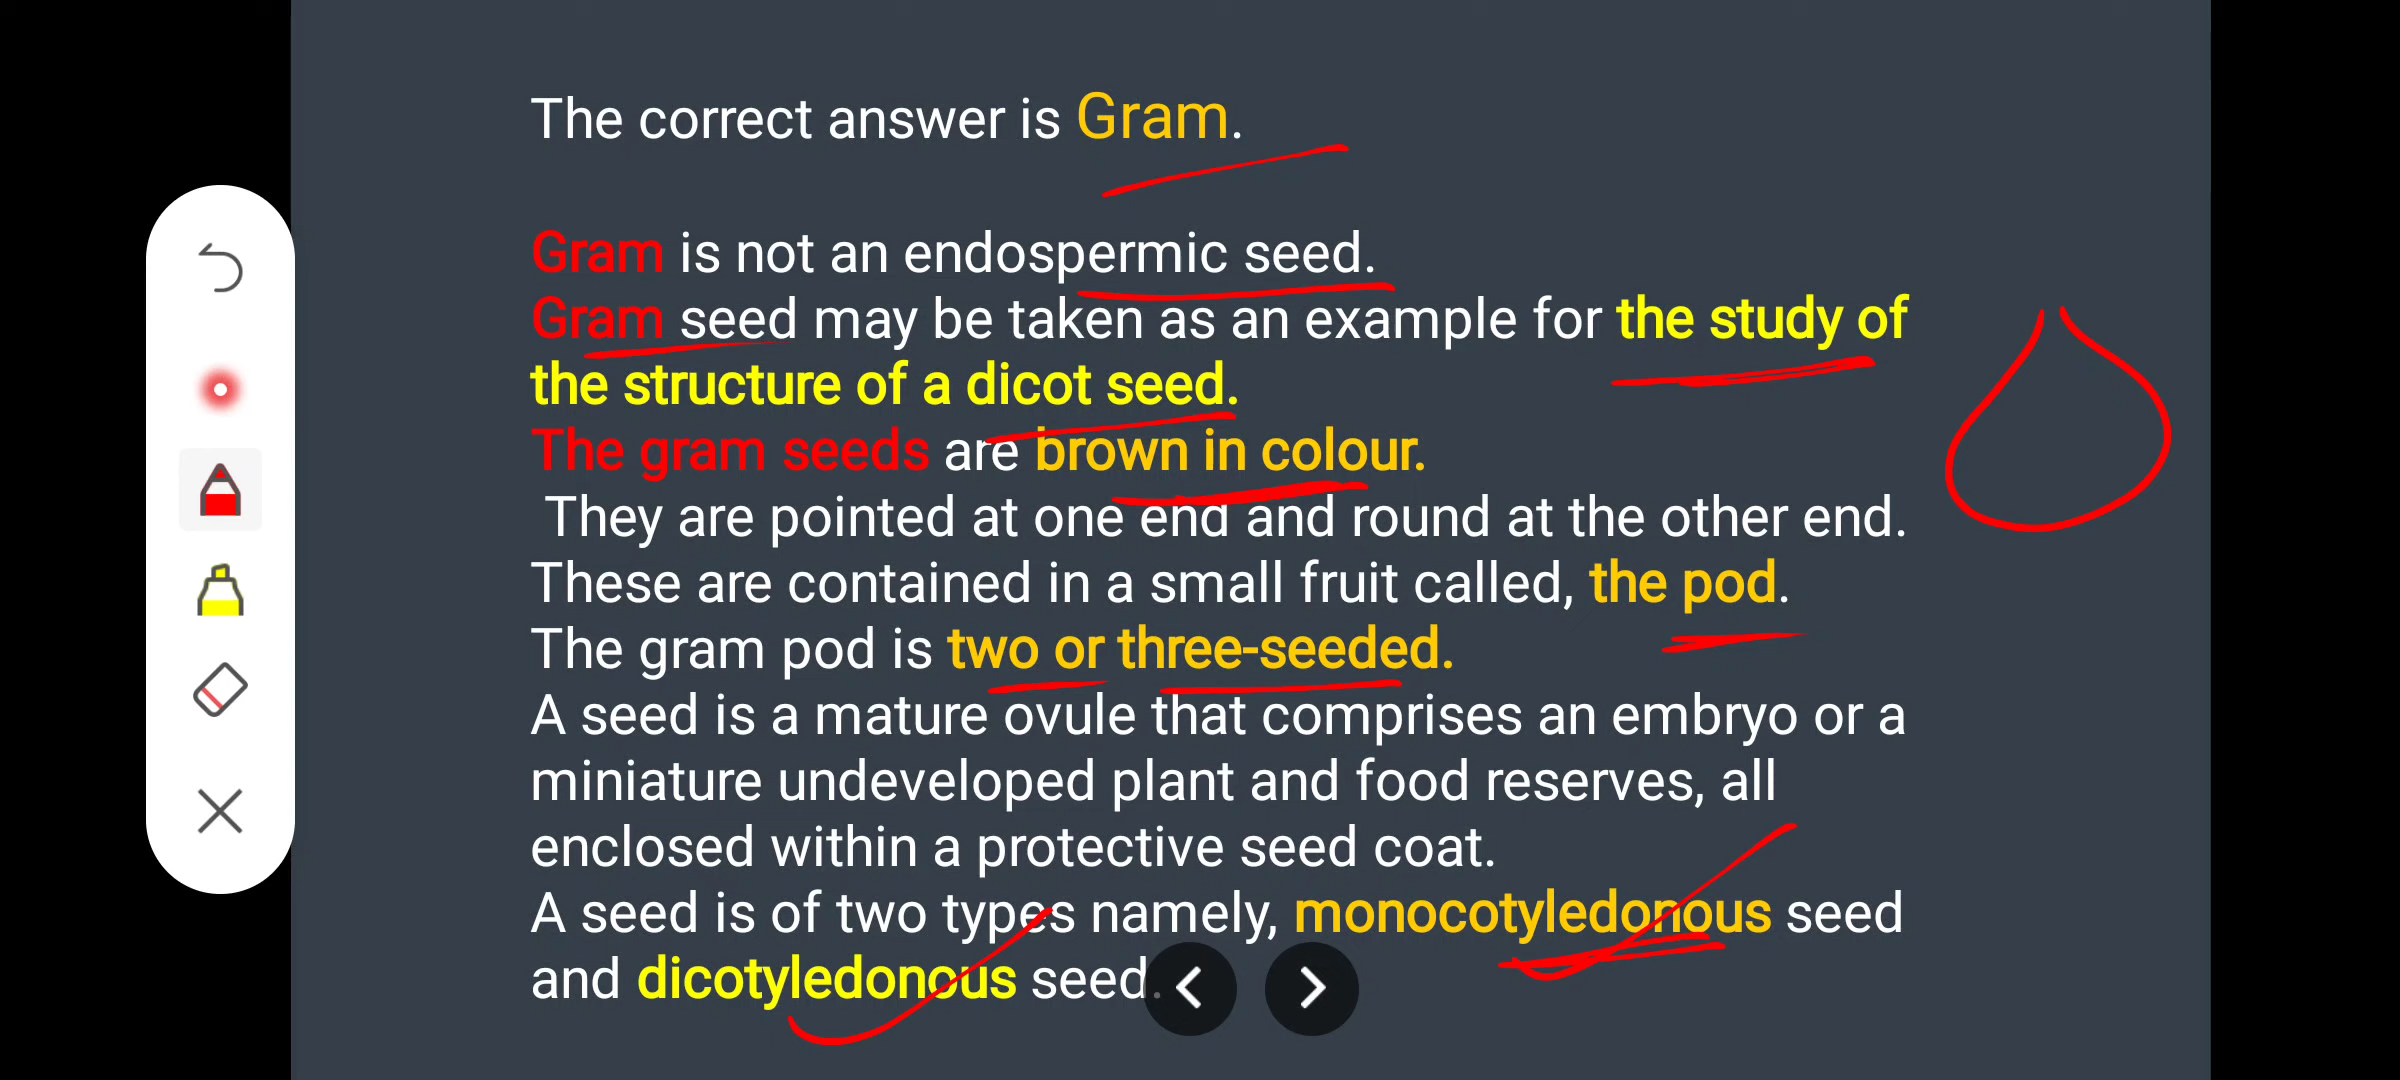 The correct answer is Gram.
Gram is not an endospermic seed.
Gram seed may be taken as an example for the study of
the structure of a dicot seed.
The gram seeds are brown in colour.
They are pointed at one end and round at the other end.
These are contained in a small fruit called, the pod.
The gram pod is two or three-seeded.
A seed is a mature ovule that comprises an embryo or a
miniature undeveloped plant and food reserves, all
enclosed within a protective seed coat.
A seed is of two types namely, monocotyledonous seed
and dicotyledonous seed.